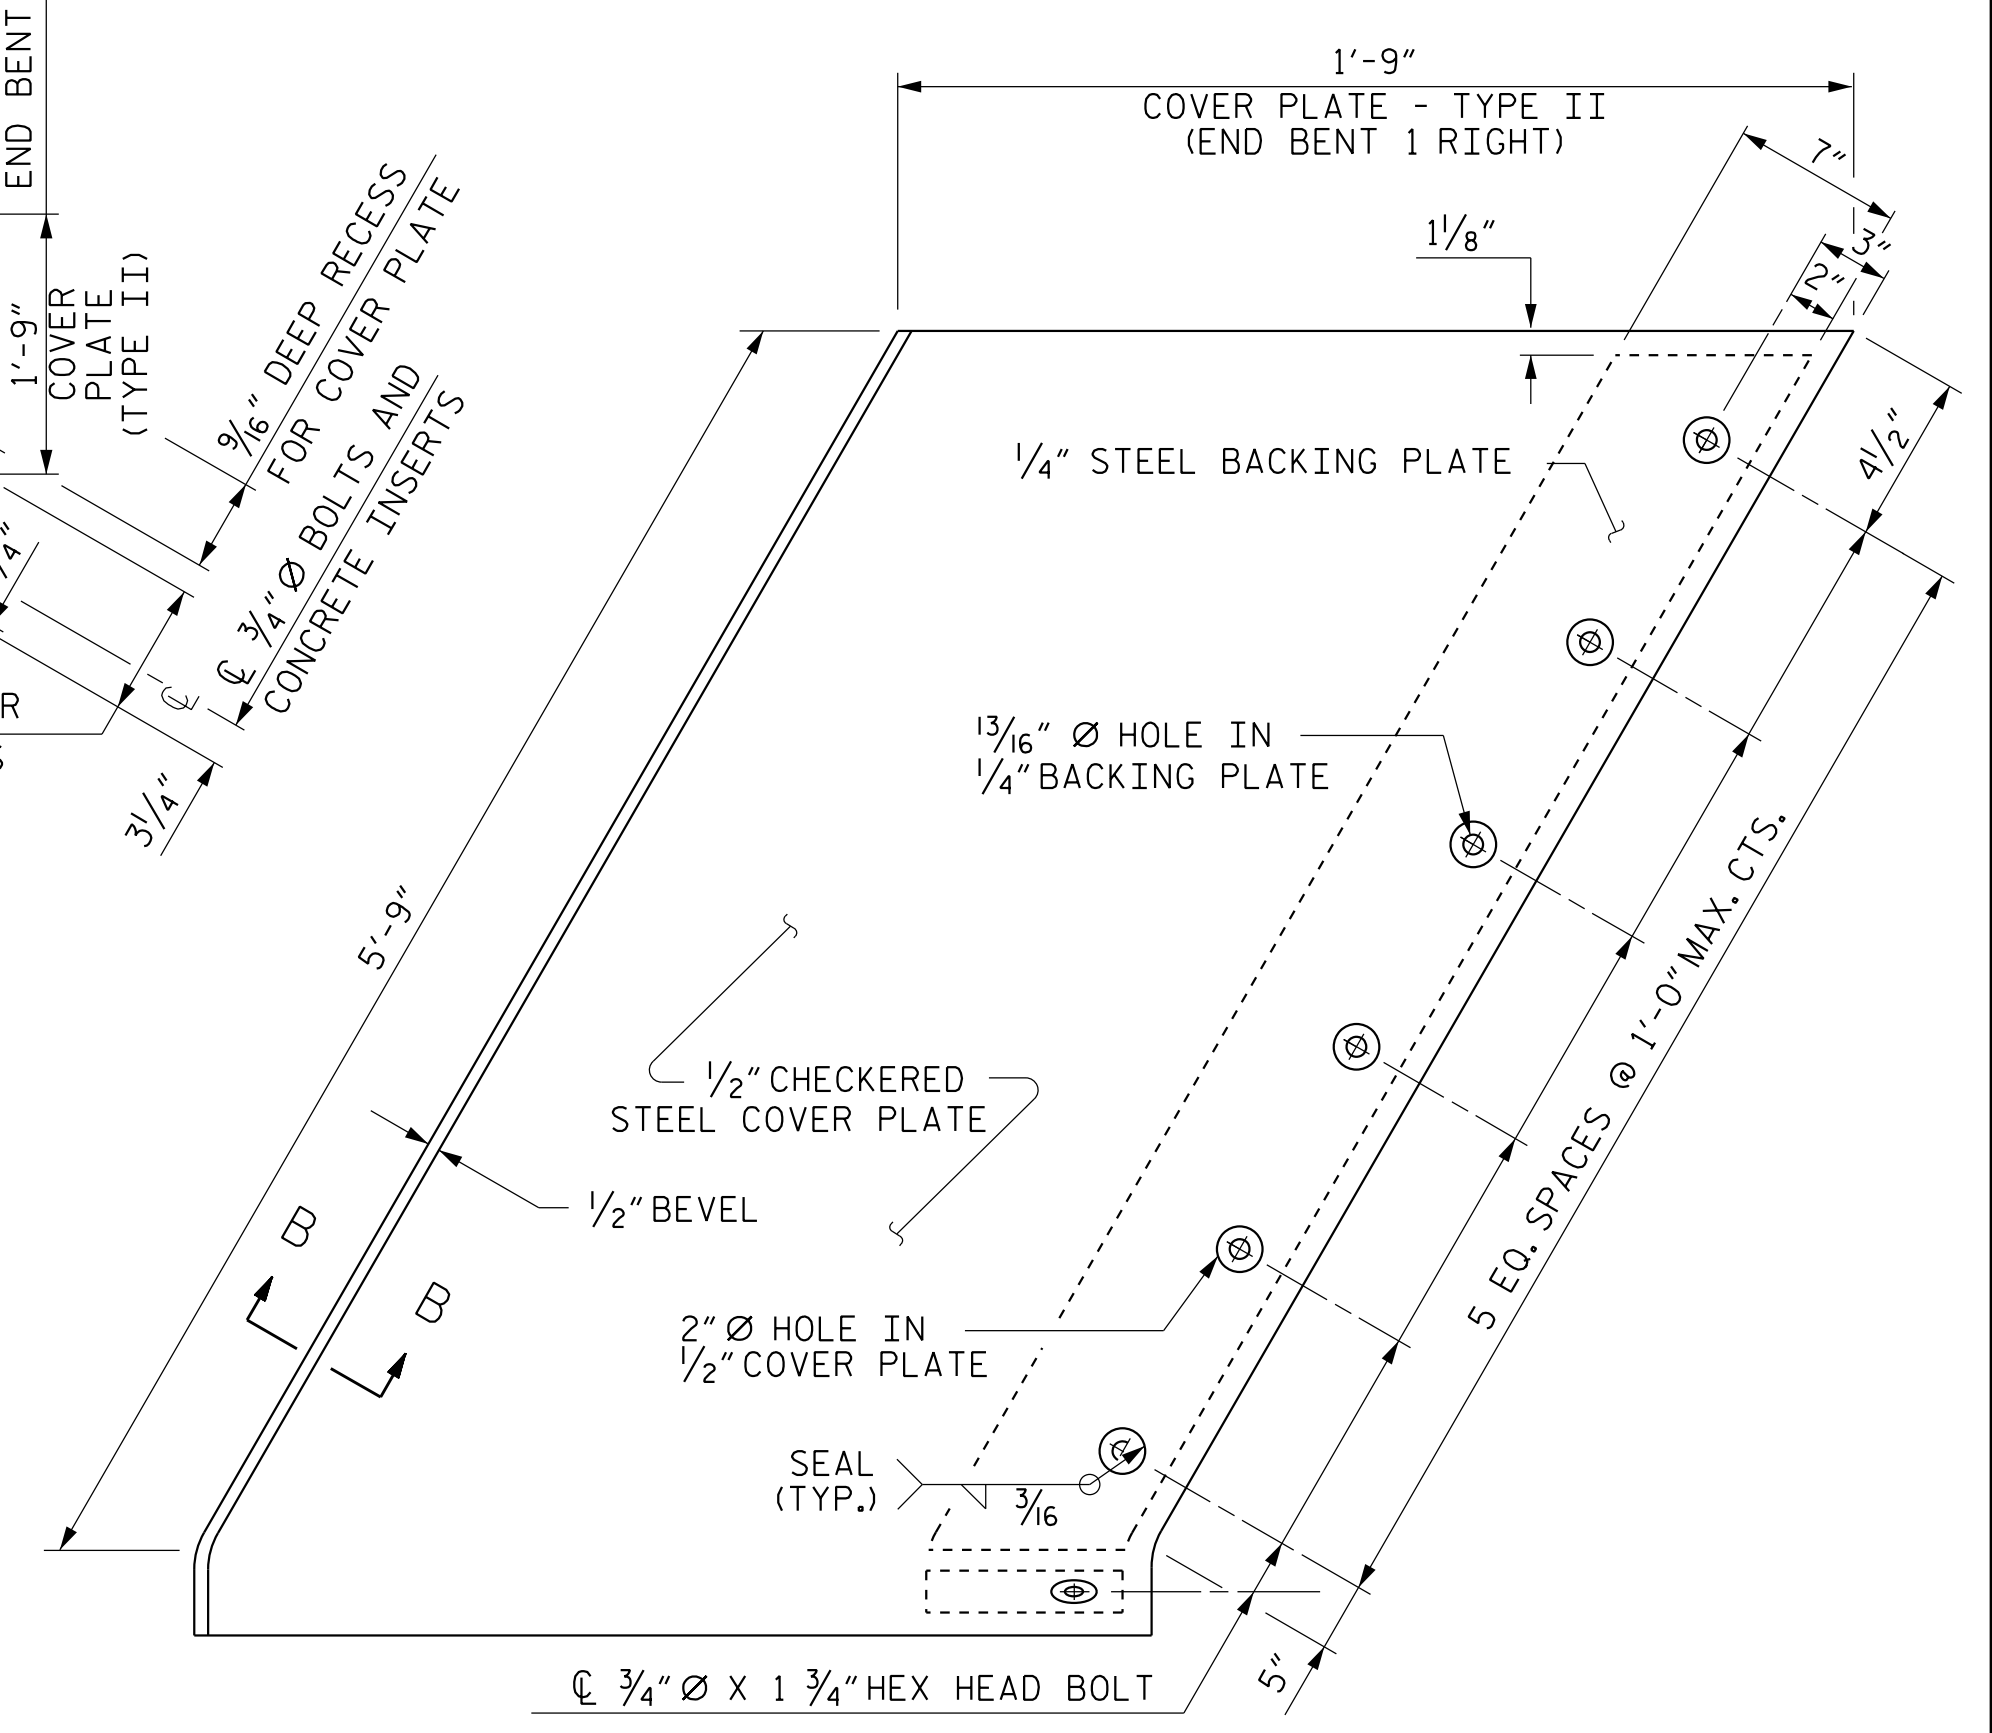 END BENT
1'-9"
COVER
PLATE
(TYPE II)
9/16" DEEP RECESS
FOR COVER PLATE
℄ 3/4" Ø BOLTS AND
CONCRETE INSERTS
℄
3 1/4"
1'-9"
COVER PLATE - TYPE II
(END BENT 1 RIGHT)
7"
3"
2"
1 1/8"
4 1/2"
1/4" STEEL BACKING PLATE
13/16" Ø HOLE IN
1/4" BACKING PLATE
5'-9"
1/2" CHECKERED
STEEL COVER PLATE
1/2" BEVEL
B
B
5 EQ. SPACES @ 1'-0" MAX. CTS.
2" Ø HOLE IN
1/2" COVER PLATE
SEAL
(TYP.)
3/16
5"
℄ 3/4" Ø X 1 3/4" HEX HEAD BOLT